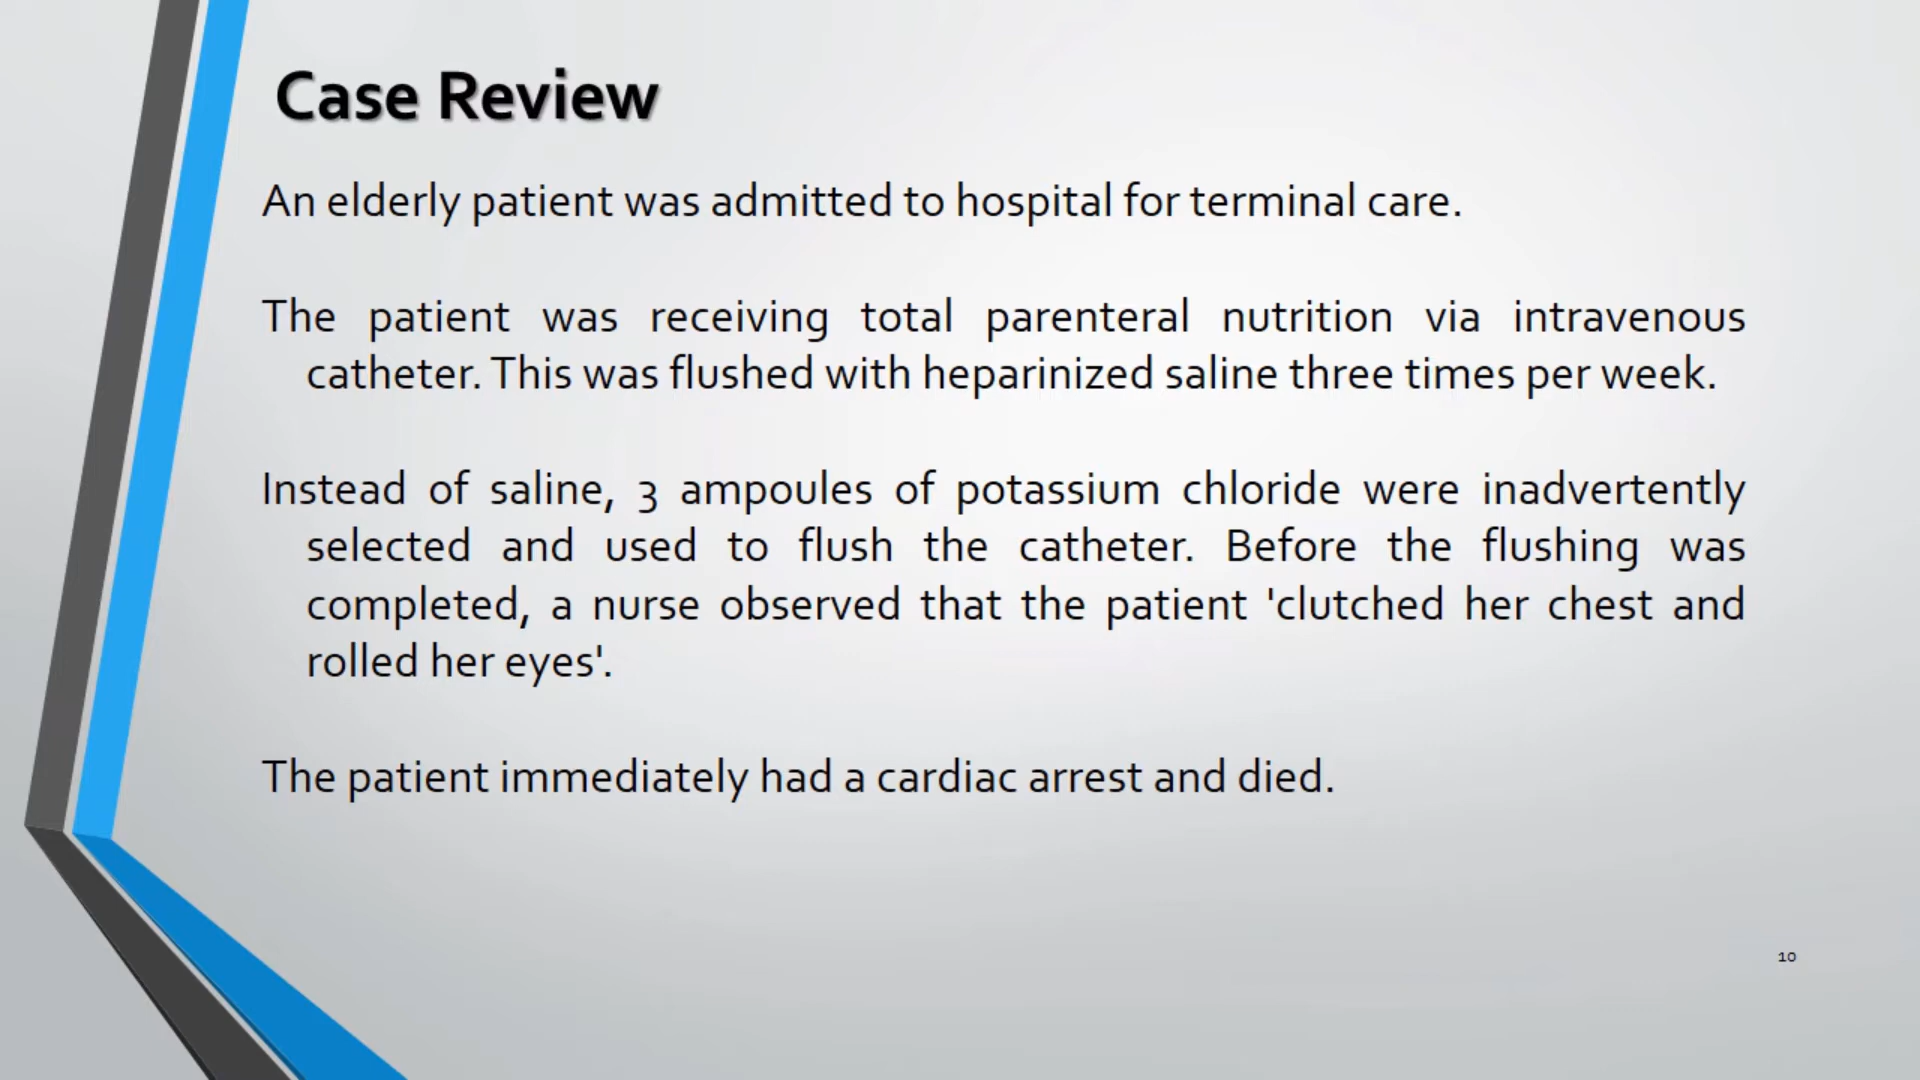 Case Review
An elderly patient was admitted to hospital for terminal care.
The patient was receiving total parenteral nutrition via intravenous
catheter. This was flushed with heparinized saline three times per week.
Instead of saline, 3 ampoules of potassium chloride were inadvertently
selected and used to flush the catheter. Before the flushing was
completed, a nurse observed that the patient 'clutched her chest and
rolled her eyes'.
The patient immediately had a cardiac arrest and died.
10